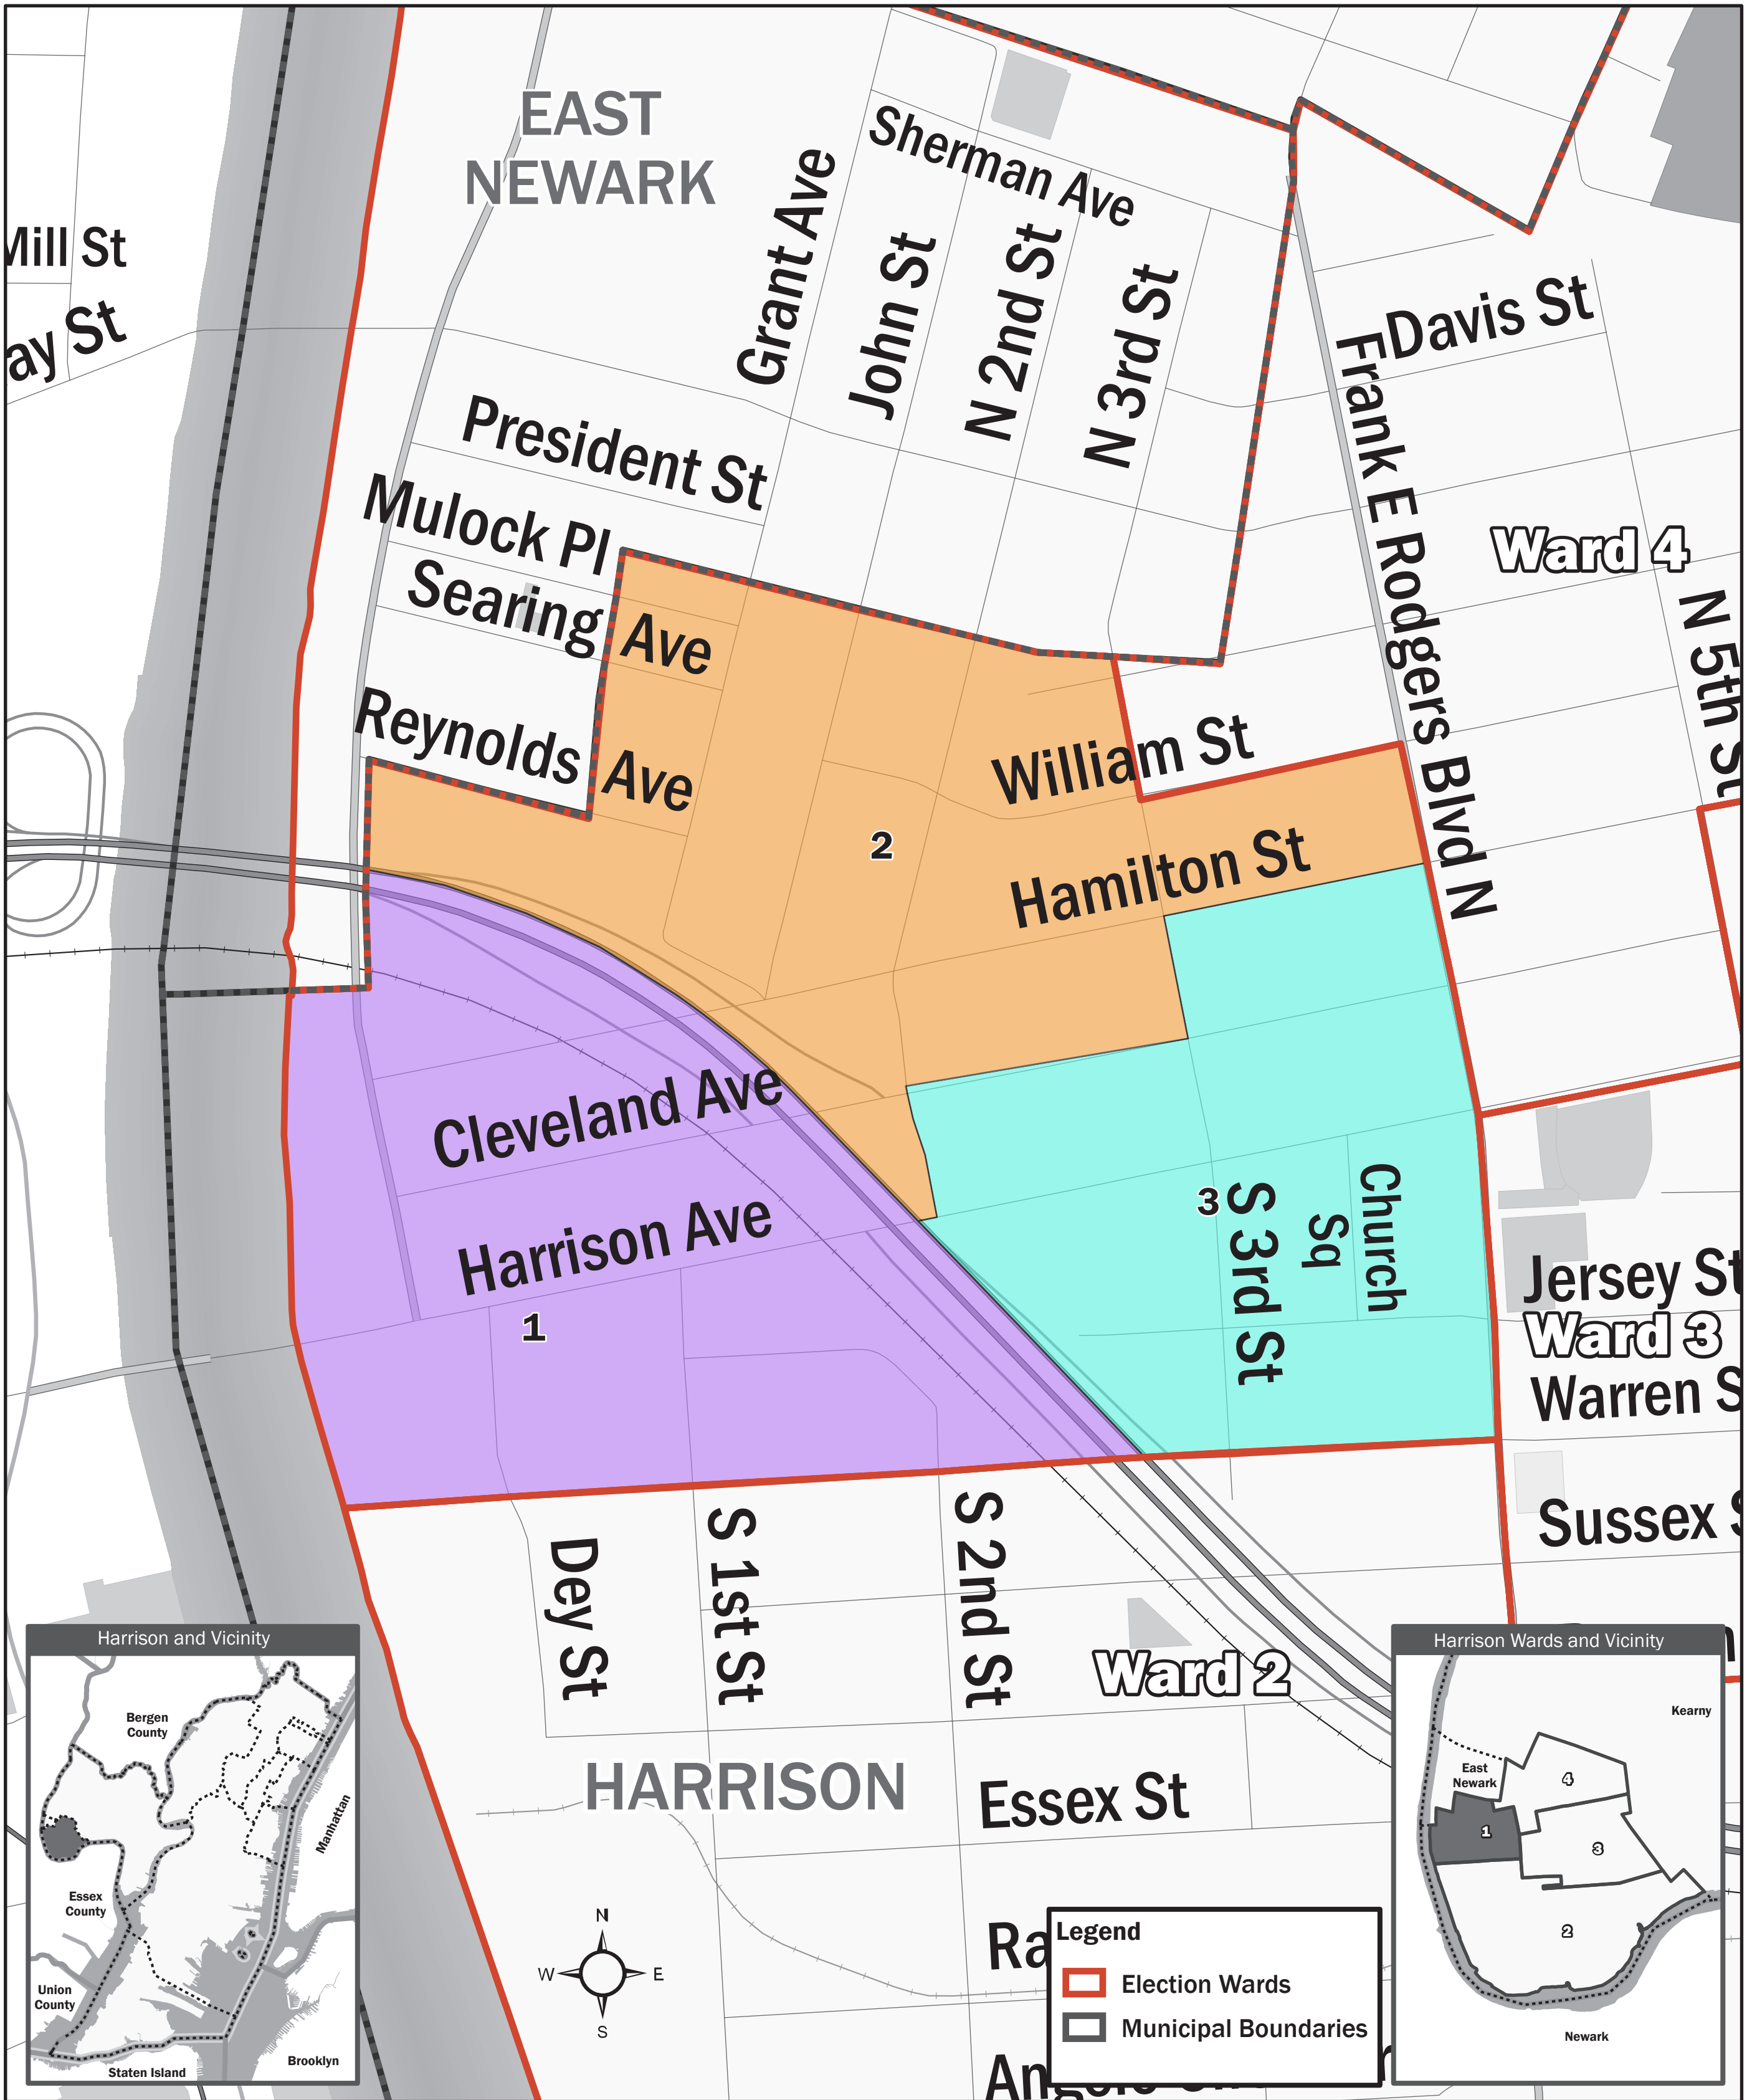 EAST
NEWARK
Sherman Ave
Grant Ave
John St
N 2nd St
N 3rd St
Mill St
ay St
Davis St
Frank E Rodgers Blvd N
President St
Mulock Pl
Searing Ave
Reynolds Ave
Ward 4
N 5th St
William St
2
Hamilton St
Cleveland Ave
Harrison Ave
1
3
S 3rd St
Church
Sq
Jersey St
Ward 3
Warren S
Sussex S
Dey St
S 1st St
S 2nd St
Ward 2
HARRISON
Essex St
Ra
N
W
E
S
Legend
Election Wards
Municipal Boundaries
Harrison and Vicinity
Bergen
County
Manhattan
Essex
County
Union
County
Brooklyn
Staten Island
Harrison Wards and Vicinity
Kearny
East
Newark
4
1
3
2
Newark